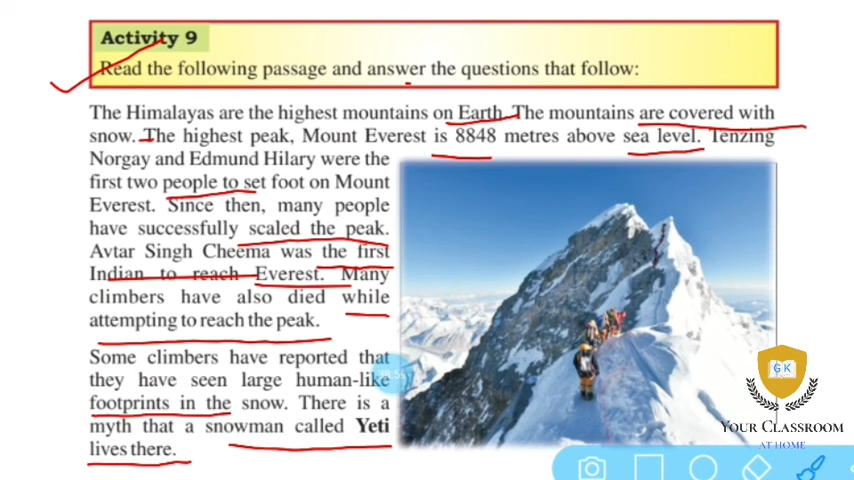 Activity 9
Read the following passage and answer the questions that follow:
The Himalayas are the highest mountains on Earth. The mountains are covered with
snow. The highest peak, Mount Everest is 8848 metres above sea level. Tenzing
Norgay and Edmund Hilary were the
first two people to set foot on Mount
Everest. Since then, many people
have successfully scaled the peak.
Avtar Singh Cheema was the first
Indian to reach Everest. Many
climbers have also died while
attempting to reach the peak.
Some climbers have reported that
they have seen large human-like
footprints in the snow. There is a
myth that a snowman called Yeti
lives there.
G K
YOUR CLASSROOM
AT HOME